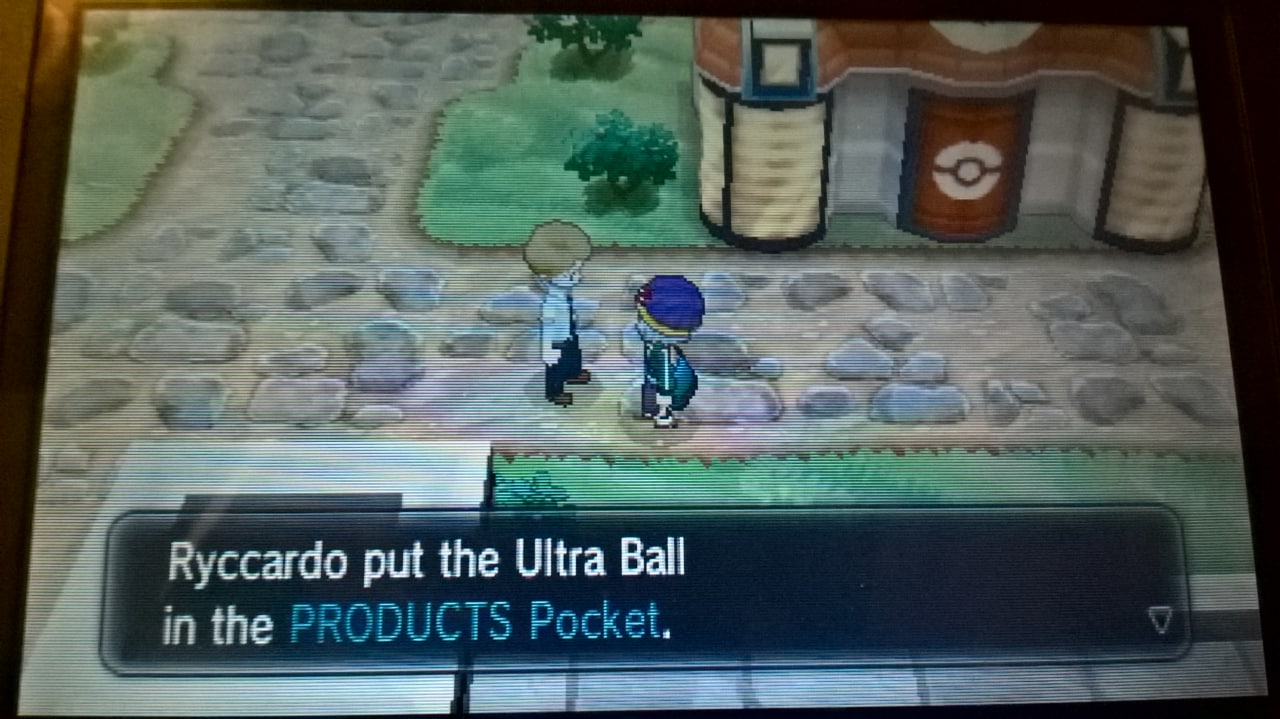 Ryccardo put the Ultra Ball
in the PRODUCTS Pocket.